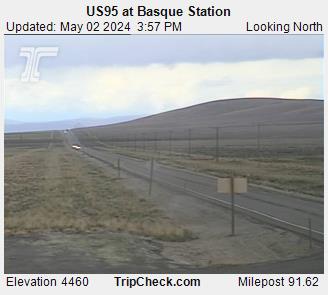 US95 at Basque Station
Updated: May 02 2024 3:57 PM Looking North
Elevation 4460 TripCheck.com Milepost 91.62